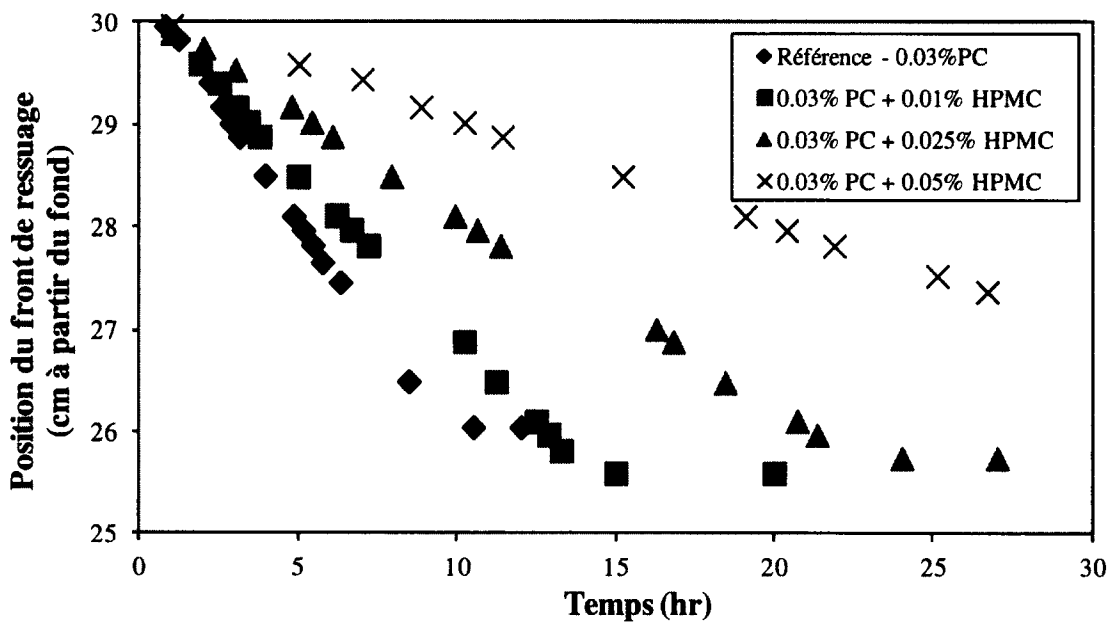 30
29
28
27
26
25
Position du front de ressuage
(cm à partir du fond)
Référence - 0.03%PC
0.03% PC + 0.01% HPMC
0.03% PC + 0.025% HPMC
0.03% PC + 0.05% HPMC
0 5 10 15 20 25 30
Temps (hr)